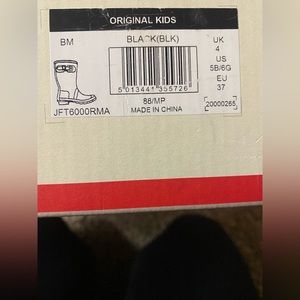 ORIGINAL KIDS
BM
BLACK(BLK)
UK
4
US
5B/6G
EU
37
5 013441 355726
88/MP
MADE IN CHINA
JFT6000RMA
20000265